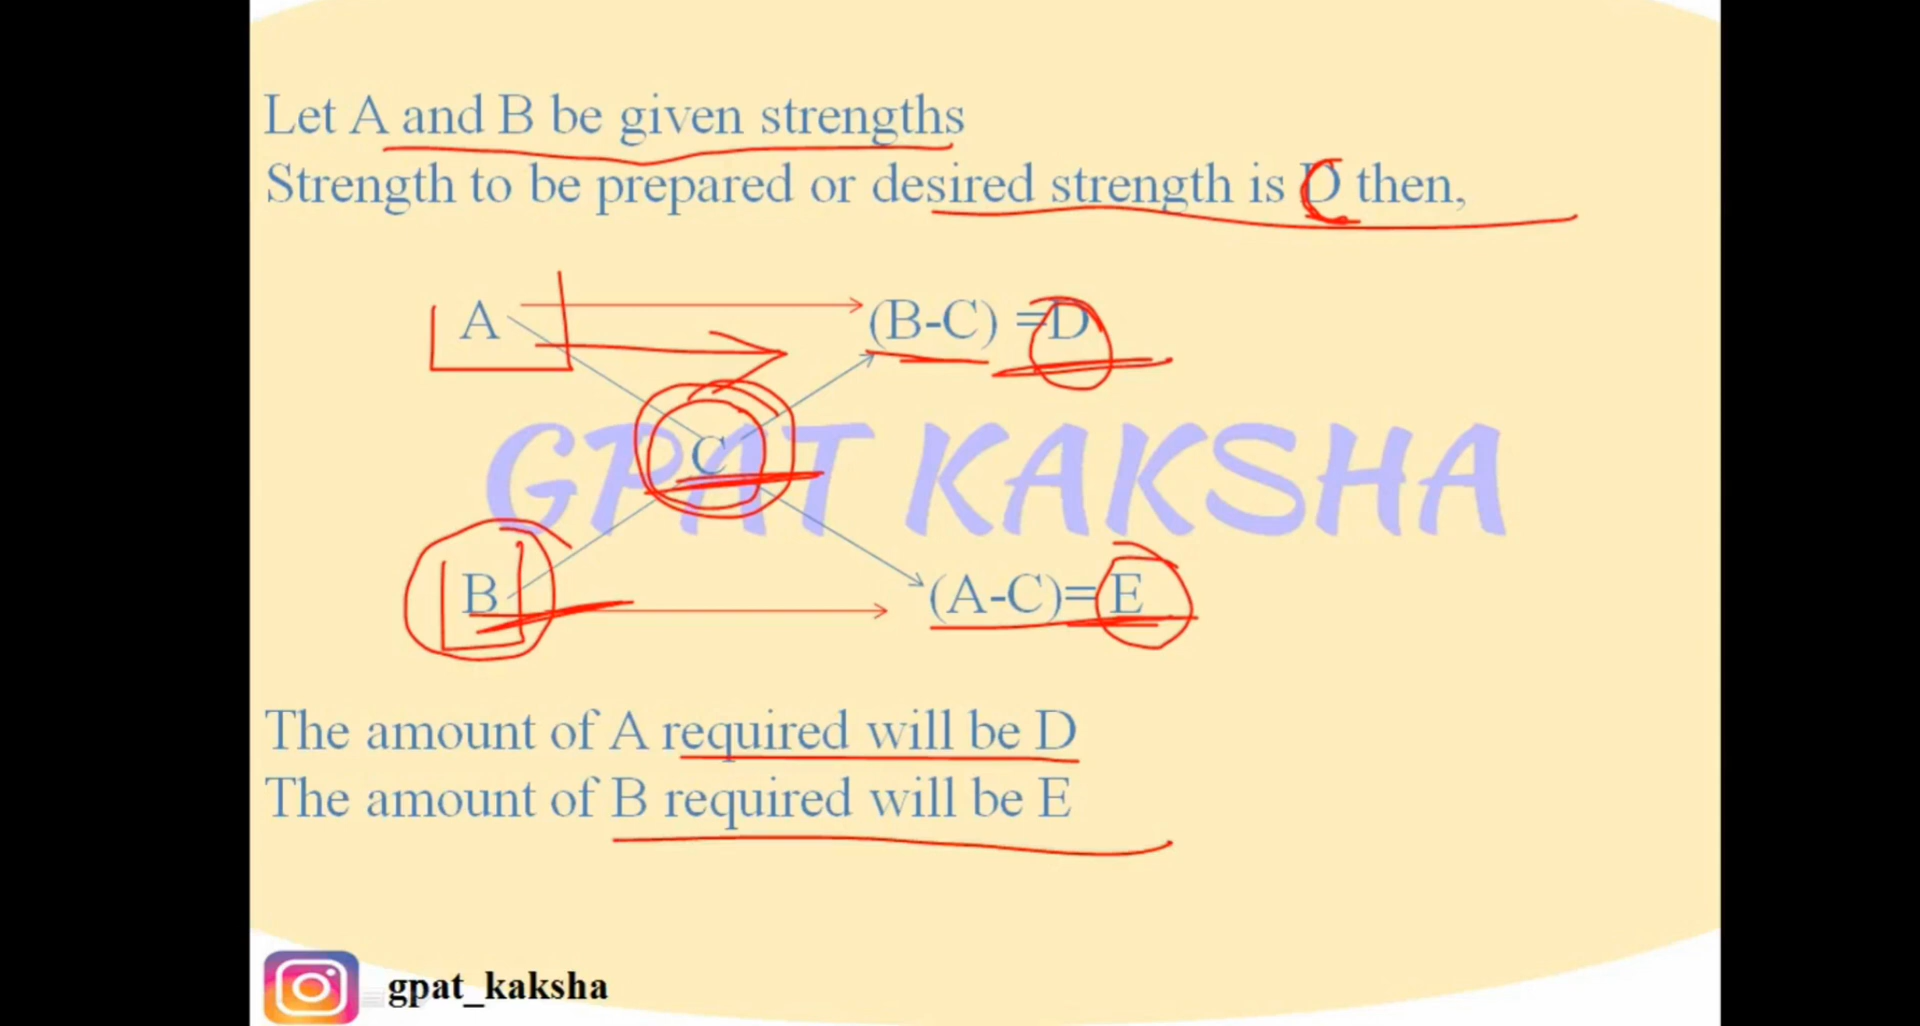 Let A and B be given strengths
Strength to be prepared or desired strength is D then,
A (B-C) =D
GPAT KAKSHA
C
B (A-C)=E
The amount of A required will be D
The amount of B required will be E
gpat_kaksha